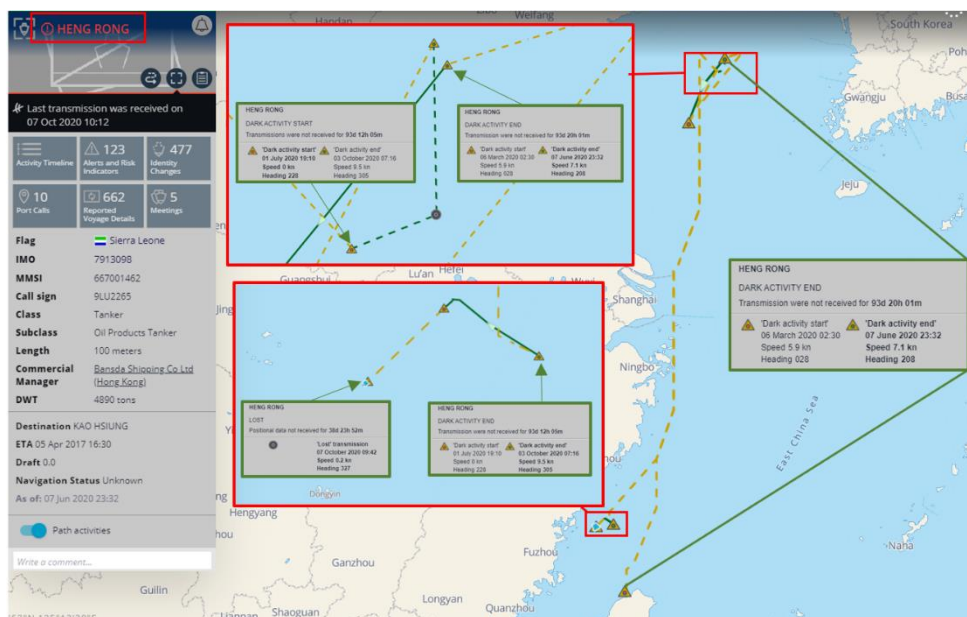 HENG RONG
Last transmission was received on
07 Oct 2020 10:12
Activity Timeline
123
Alerts and Risk
Indicators
477
Identity
Changes
10
Port Calls
662
Reported
Voyage Details
5
Meetings
Flag Sierra Leone
IMO 7913098
MMSI 667001462
Call sign 9LU2265
Class Tanker
Subclass Oil Products Tanker
Length 100 meters
Commercial
Manager
Bansda Shipping Co Ltd
(Hong Kong)
DWT 4890 tons
Destination KAO HSIUNG
ETA 05 Apr 2017 16:30
Draft 0.0
Navigation Status Unknown
As of: 07 Jun 2020 23:32
Path activities
Write a comment...
HENG RONG
DARK ACTIVITY START
Transmissions were not received for 93d 12h 05m
'Dark activity start'
01 July 2020 19:10
Speed 0 kn
Heading 228
'Dark activity end'
03 October 2020 07:16
Speed 9.5 kn
Heading 305
HENG RONG
DARK ACTIVITY END
Transmissions were not received for 93d 20h 01m
'Dark activity start'
06 March 2020 02:30
Speed 5.9 kn
Heading 028
'Dark activity end'
07 June 2020 23:32
Speed 7.1 kn
Heading 208
HENG RONG
LOST
Positional data not received for 38d 23h 52m
'Lost' transmission
07 October 2020 09:42
Speed 9.2 kn
Heading 327
HENG RONG
DARK ACTIVITY END
Transmissions were not received for 93d 12h 05m
'Dark activity start'
01 July 2020 19:10
Speed 0 kn
Heading 228
'Dark activity end'
03 October 2020 07:16
Speed 9.5 kn
Heading 305
HENG RONG
DARK ACTIVITY END
Transmission were not received for 93d 20h 01m
'Dark activity start'
06 March 2020 02:30
Speed 5.9 kn
Heading 028
'Dark activity end'
07 June 2020 23:32
Speed 7.1 kn
Heading 208
Handan
Weifang
South Korea
Gwangju
Jeju
Lu'an
Hefei
Shanghai
Ningbo
East China Sea
Dongyin
Hengyang
Fuzhou
Naha
Ganzhou
Guilin
Longyan
Shaoguan
Quanzhou